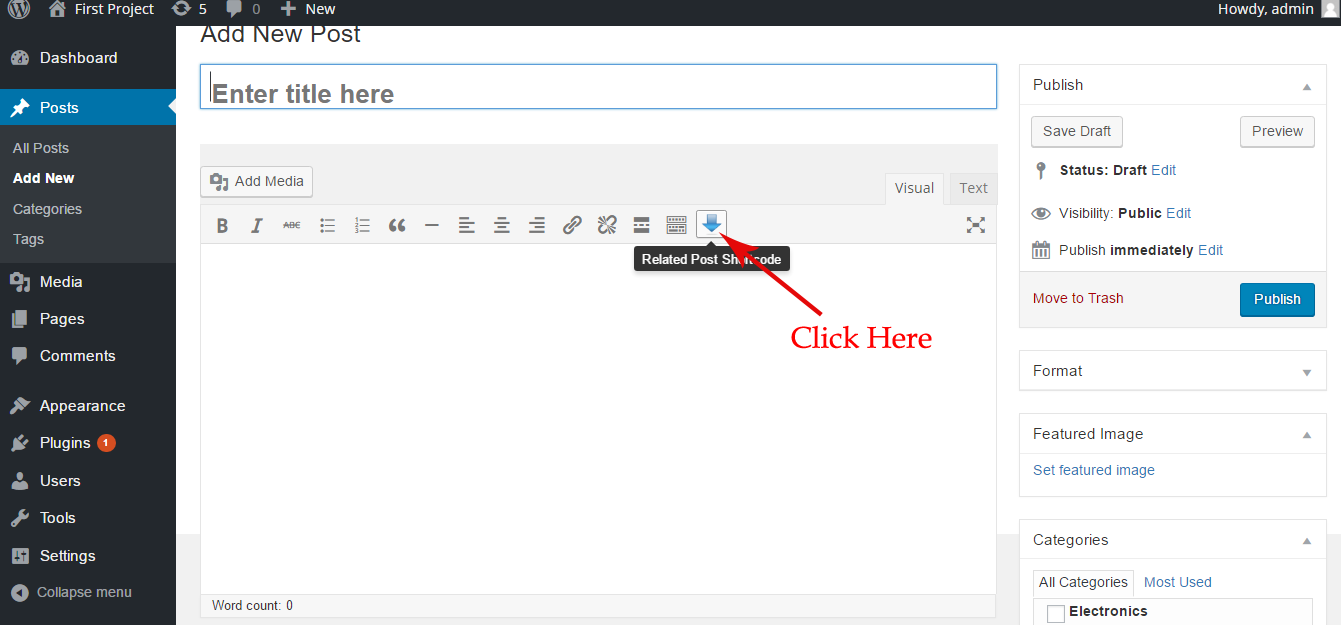 First Project 5 0 New Howdy, admin
Add New Post
Dashboard
Posts
All Posts
Add New
Categories
Tags
Media
Pages
Comments
Appearance
Plugins 1
Users
Tools
Settings
Collapse menu
Enter title here
Add Media
Visual Text
B I ABC
Related Post Shortcode
Click Here
Word count: 0
Publish
Save Draft Preview
Status: Draft Edit
Visibility: Public Edit
Publish immediately Edit
Move to Trash Publish
Format
Featured Image
Set featured image
Categories
All Categories Most Used
Electronics